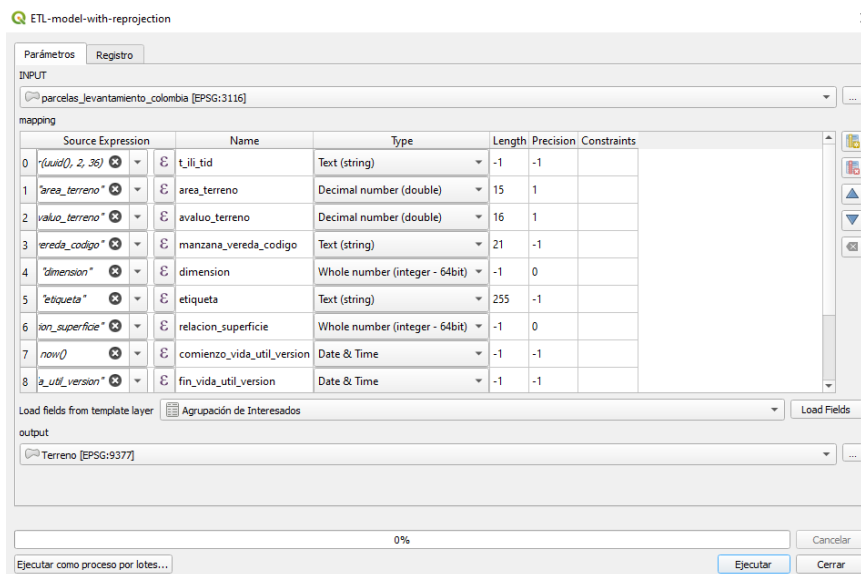 ETL-model-with-reprojection
Parámetros Registro
INPUT
parcelas_levantamiento_colombia [EPSG:3116]
...
mapping
Source Expression Name Type Length Precision Constraints
0 r(uuid(), 2, 36) ε t_ili_tid Text (string) -1 -1
1 "area_terreno" ε area_terreno Decimal number (double) 15 1
2 valuo_terreno" ε avaluo_terreno Decimal number (double) 16 1
3 ereda_codigo" ε manzana_vereda_codigo Text (string) 21 -1
4 "dimension" ε dimension Whole number (integer - 64bit) -1 0
5 "etiqueta" ε etiqueta Text (string) 255 -1
6 ion_superficie" ε relacion_superficie Whole number (integer - 64bit) -1 0
7 now() ε comienzo_vida_util_version Date & Time -1 -1
8 a_util_version" ε fin_vida_util_version Date & Time -1 -1
Load fields from template layer Agrupación de Interesados Load Fields
output
Terreno [EPSG:9377]
...
0% Cancelar
Ejecutar como proceso por lotes... Ejecutar Cerrar